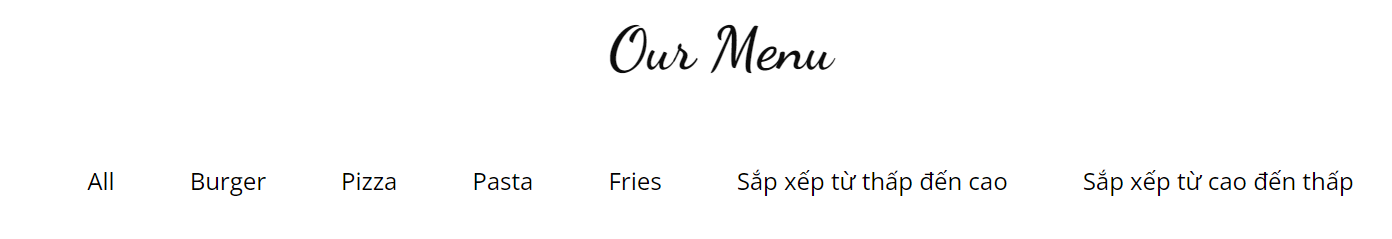 Our Menu
All Burger Pizza Pasta Fries Sắp xếp từ thấp đến cao Sắp xếp từ cao đến thấp